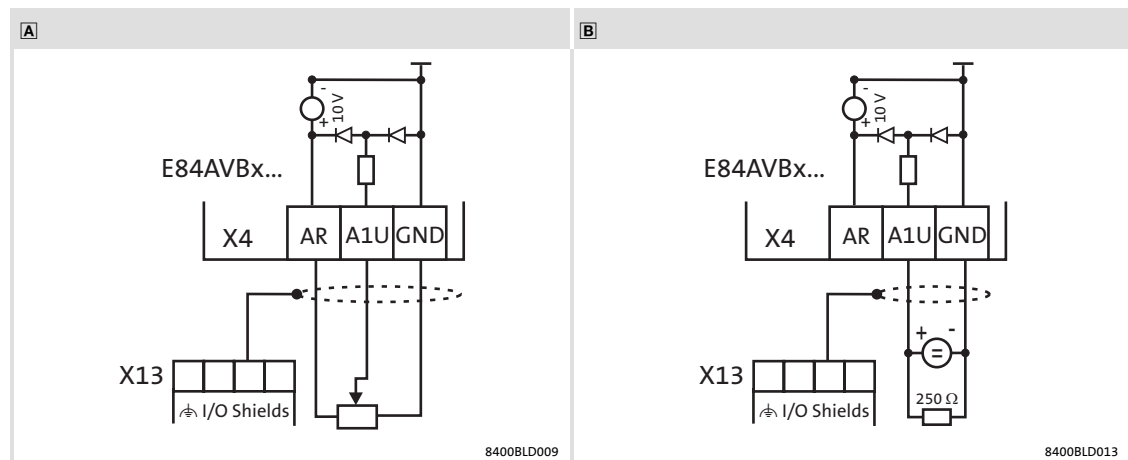 A
B
-
10 V
+
E84AVBx...
X4
AR
A1U
GND
X13
I/O Shields
8400BLD009
-
10 V
+
E84AVBx...
X4
AR
A1U
GND
+ -
=
X13
I/O Shields
250 Ω
8400BLD013